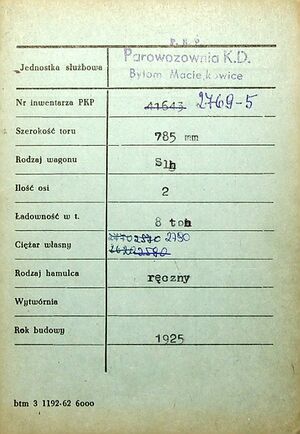 P.K.P.
Jednostka służbowa Parowozownia K.D.
Bytom Maciejkowice
Nr inwentarza PKP 41643 2769-5
Szerokość toru 785 mm
Rodzaj wagonu Slh
Ilość osi 2
Ładowność w t. 8 ton
Ciężar własny 2790
2580
Rodzaj hamulca ręczny
Wytwórnia
Rok budowy 1925
btm 3 1192-62 6000